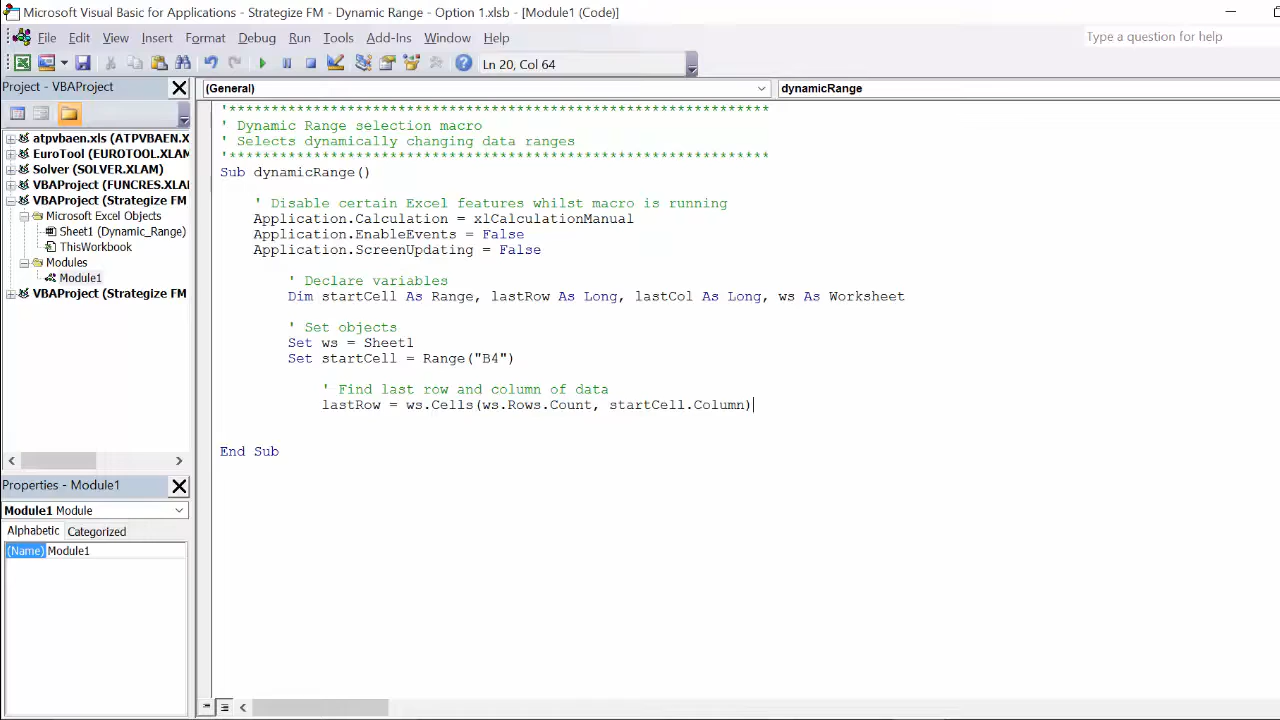 Microsoft Visual Basic for Applications - Strategize FM - Dynamic Range - Option 1.xlsb - [Module1 (Code)]
File Edit View Insert Format Debug Run Tools Add-Ins Window Help
Type a question for help
Ln 20, Col 64
Project - VBAProject
(General)
dynamicRange
atpvbaen.xls (ATPVBAEN.X
EuroTool (EUROTOOL.XLAM)
Solver (SOLVER.XLAM)
VBAProject (FUNCRES.XLAM
VBAProject (Strategize FM
Microsoft Excel Objects
Sheet1 (Dynamic_Range)
ThisWorkbook
Modules
Module1
VBAProject (Strategize FM
Properties - Module1
Module1 Module
Alphabetic Categorized
(Name) Module1
'****************************************************************
' Dynamic Range selection macro
' Selects dynamically changing data ranges
'****************************************************************
Sub dynamicRange()
' Disable certain Excel features whilst macro is running
Application.Calculation = xlCalculationManual
Application.EnableEvents = False
Application.ScreenUpdating = False
' Declare variables
Dim startCell As Range, lastRow As Long, lastCol As Long, ws As Worksheet
' Set objects
Set ws = Sheet1
Set startCell = Range("B4")
' Find last row and column of data
lastRow = ws.Cells(ws.Rows.Count, startCell.Column)
End Sub